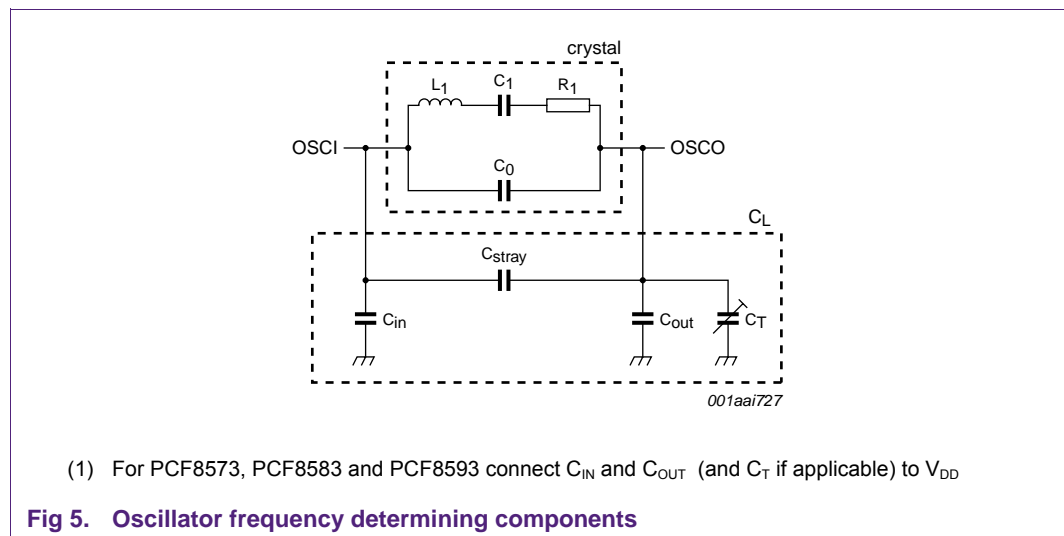 crystal
L1 C1 R1
OSCI OSCO
C0
CL
Cstray
Cin Cout CT
001aai727
(1) For PCF8573, PCF8583 and PCF8593 connect CIN and COUT (and CT if applicable) to VDD
Fig 5. Oscillator frequency determining components